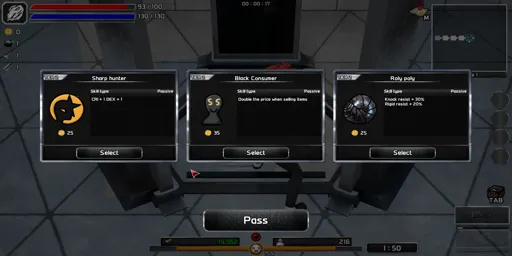 93 / 100
130 / 130
00 : 00 : 17
0
M
Sharp hunter
Skill type
Passive
CRI + 1 DEX + 1
25
Select
Black Consumer
Skill type
Passive
Double the price when selling items
35
Select
Roly poly
Skill type
Passive
Knock resist + 30%
Rigid resist + 20%
25
Select
TAB
Pass
216
1 : 50